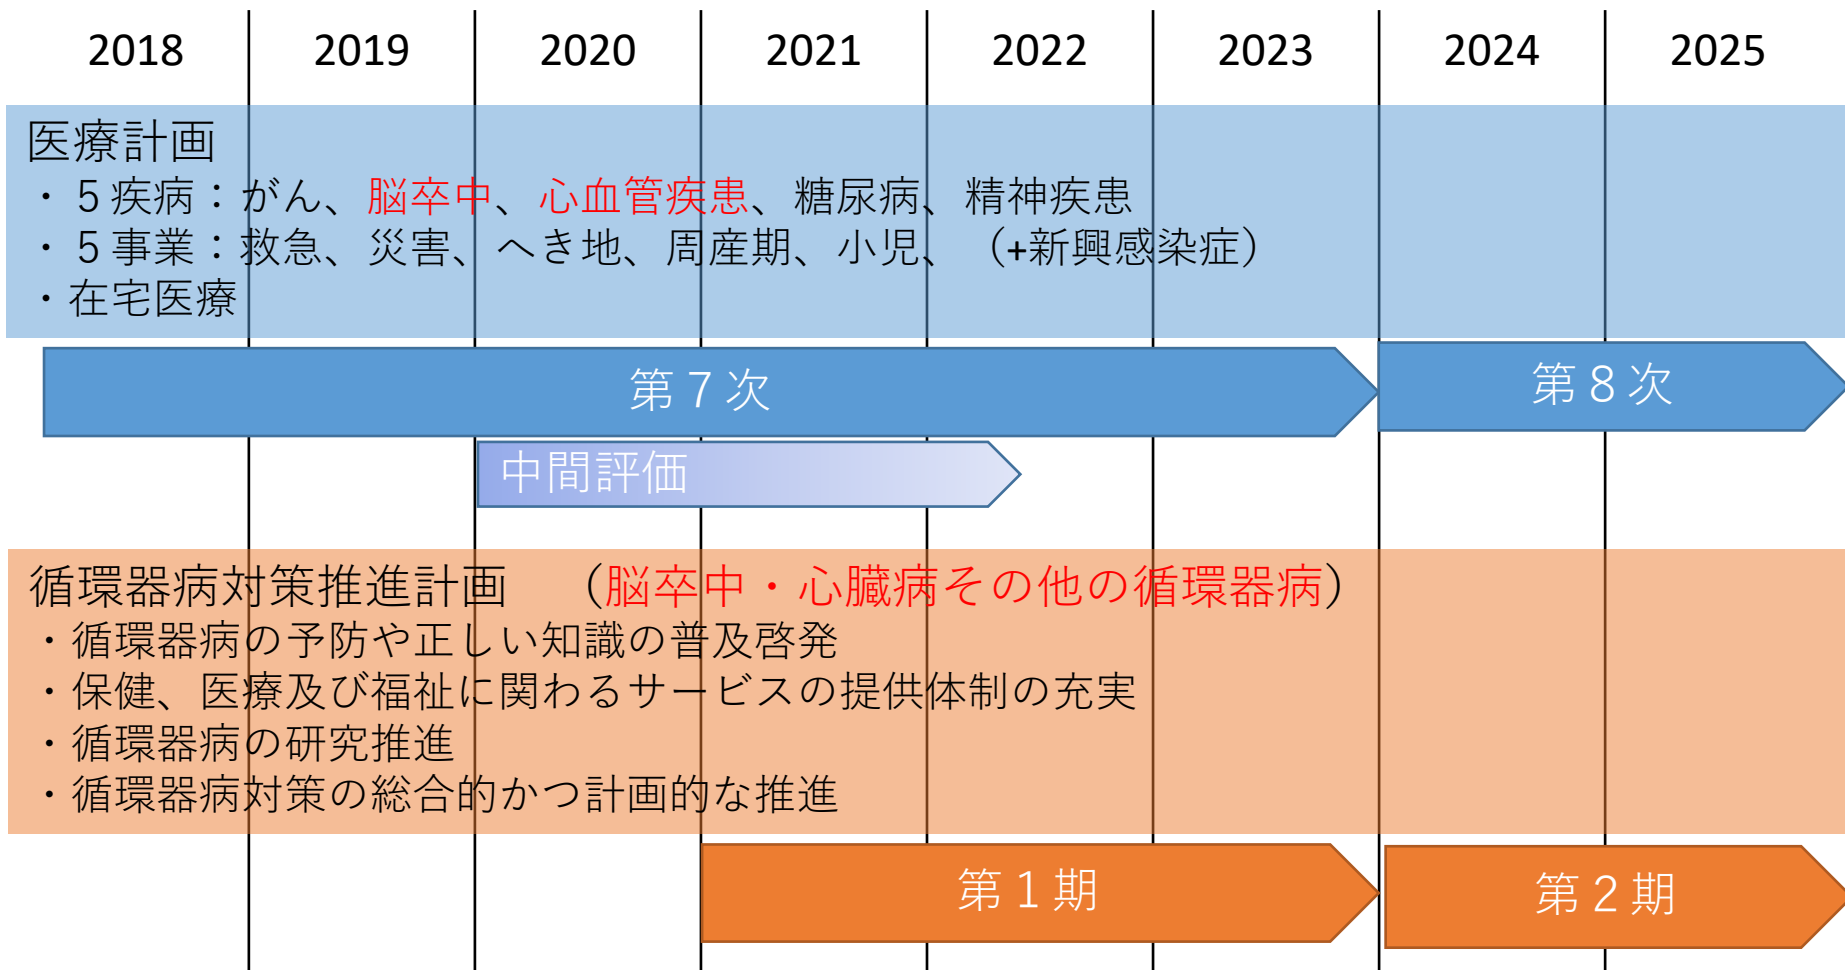 2018 2019 2020 2021 2022 2023 2024 2025
医療計画
・５疾病：がん、脳卒中、心血管疾患、糖尿病、精神疾患
・５事業：救急、災害、へき地、周産期、小児、（+新興感染症）
・在宅医療
第７次 第８次
中間評価
循環器病対策推進計画　（脳卒中・心臓病その他の循環器病）
・循環器病の予防や正しい知識の普及啓発
・保健、医療及び福祉に関わるサービスの提供体制の充実
・循環器病の研究推進
・循環器病対策の総合的かつ計画的な推進
第１期 第２期